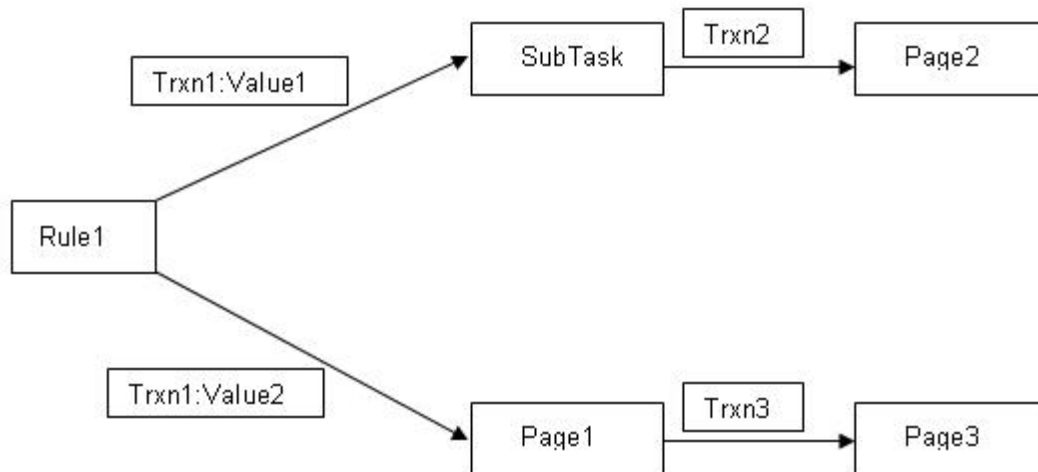 SubTask
Trxn2
Page2
Trxn1:Value1
Rule1
Trxn1:Value2
Page1
Trxn3
Page3